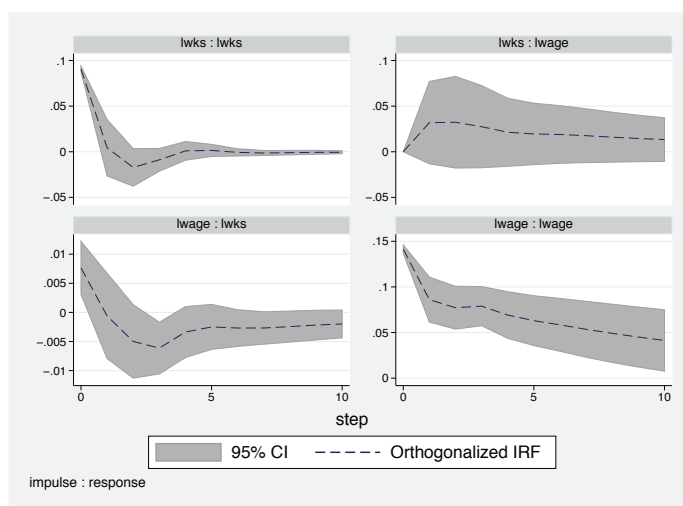 lwks : lwks
lwks : lwage
.1
.05
0
−.05
.1
.05
0
−.05
lwage : lwks
lwage : lwage
.01
.005
0
−.005
−.01
.15
.1
.05
0
0 5 10
0 5 10
step
95% CI
Orthogonalized IRF
impulse : response